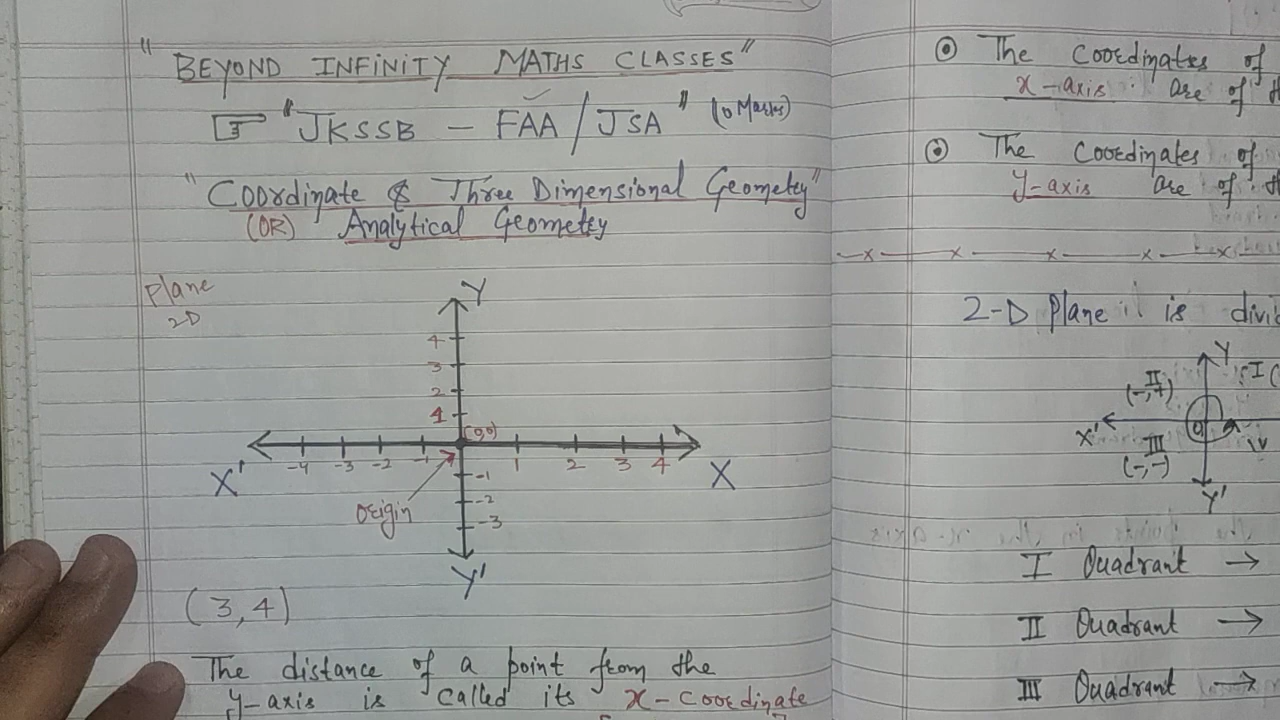 " BEYOND INFINITY MATHS CLASSES "
" JKSSB – FAA / JSA " (10 Marks)
" Coordinate & Three Dimensional Geometry "
(OR) Analytical Geometry
Plane
2D
Y
4
3
2
1
(0,0)
-4 -3 -2 -1 1 2 3 4
X' X
-1
-2
-3
origin
Y'
(3,4)
The distance of a point from the
y-axis is called its x-coordinate
The Coordinates of
x-axis are of
The Coordinates of
y-axis are of
2-D Plane is
Y
II I
(-,+)
X' 0
III IV
(-,-)
Y'
I Quadrant →
II Quadrant →
III Quadrant →